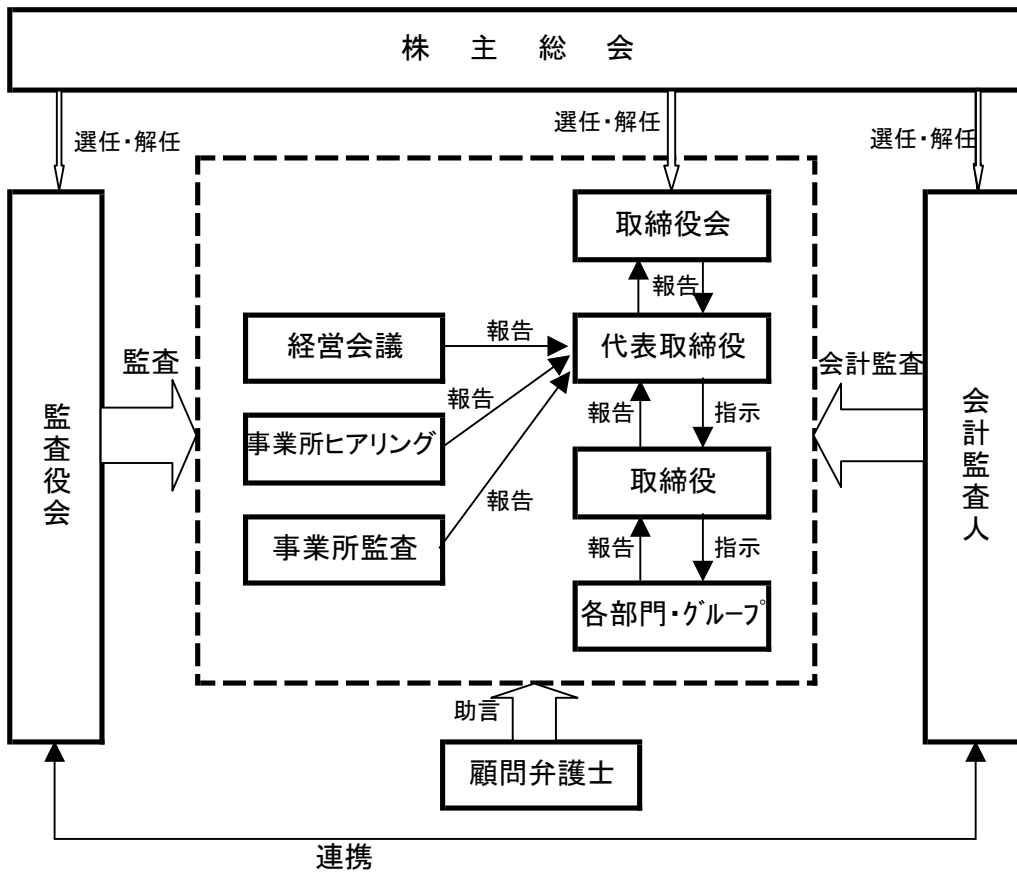 株 主 総 会
選任・解任
選任・解任
選任・解任
取締役会
報告
経営会議
報告
代表取締役
監査
会計監査
報告
報告
指示
監査役会
事業所ヒアリング
取締役
会計監査人
報告
事業所監査
報告
指示
各部門・グループ
助言
顧問弁護士
連携